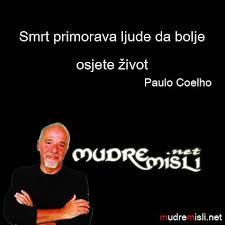 Smrt primorava ljude da bolje
osjete život
Paulo Coelho
MUDRE.net
MISLI
mudremisli.net